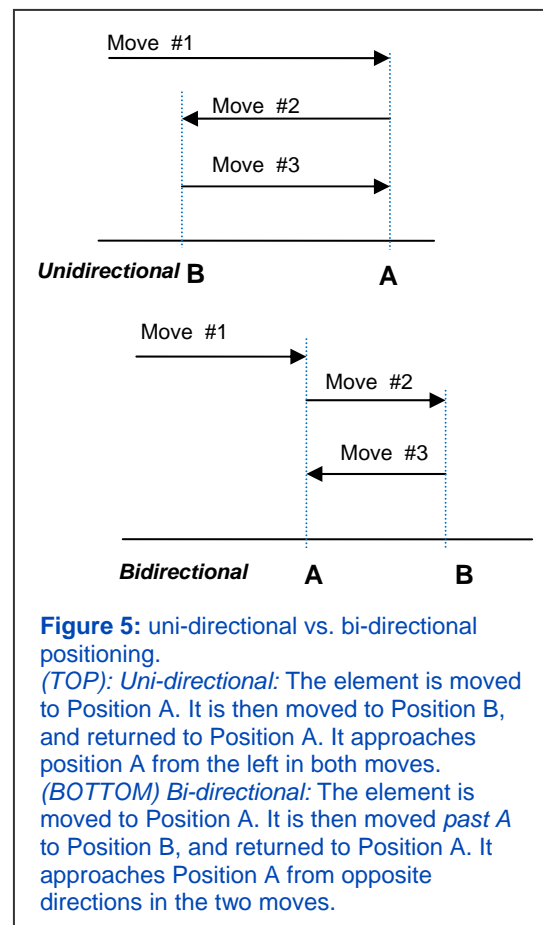 Move #1
Move #2
Move #3
Unidirectional B A
Move #1
Move #2
Move #3
Bidirectional A B
Figure 5: uni-directional vs. bi-directional
positioning.
(TOP): Uni-directional: The element is moved
to Position A. It is then moved to Position B,
and returned to Position A. It approaches
position A from the left in both moves.
(BOTTOM) Bi-directional: The element is
moved to Position A. It is then moved past A
to Position B, and returned to Position A. It
approaches Position A from opposite
directions in the two moves.